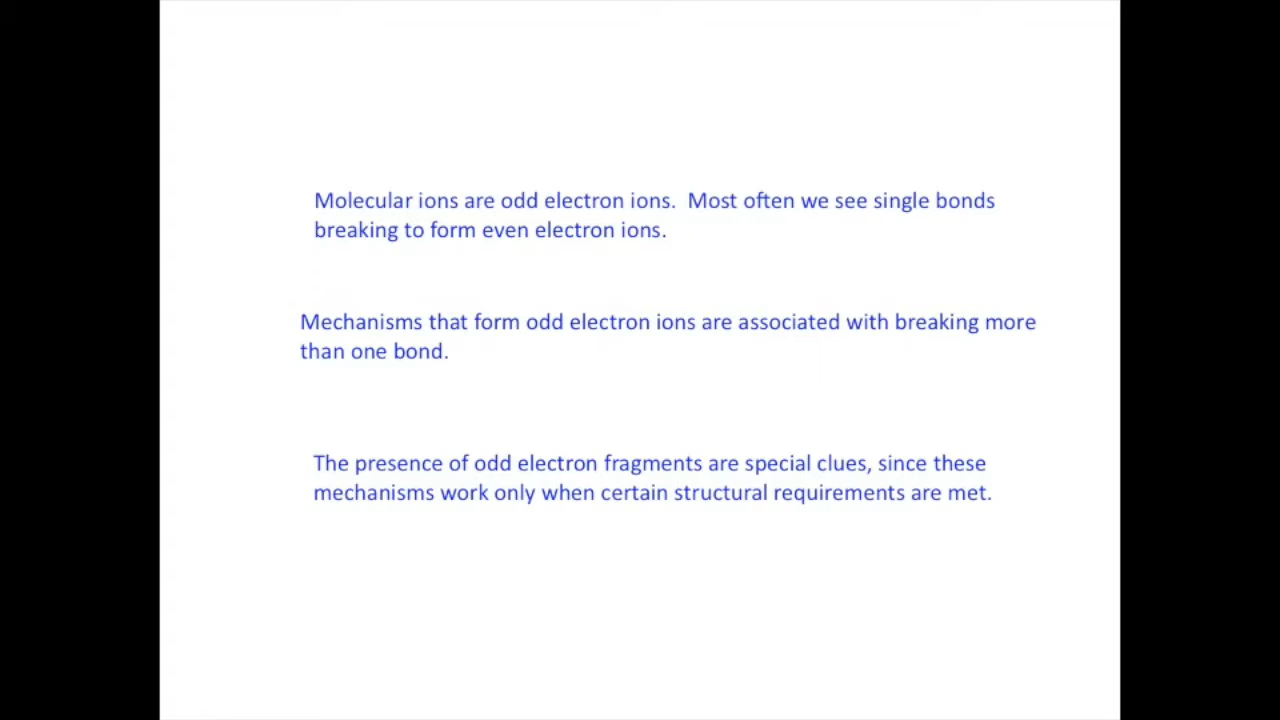 Molecular ions are odd electron ions.  Most often we see single bonds
breaking to form even electron ions.
Mechanisms that form odd electron ions are associated with breaking more
than one bond.
The presence of odd electron fragments are special clues, since these
mechanisms work only when certain structural requirements are met.